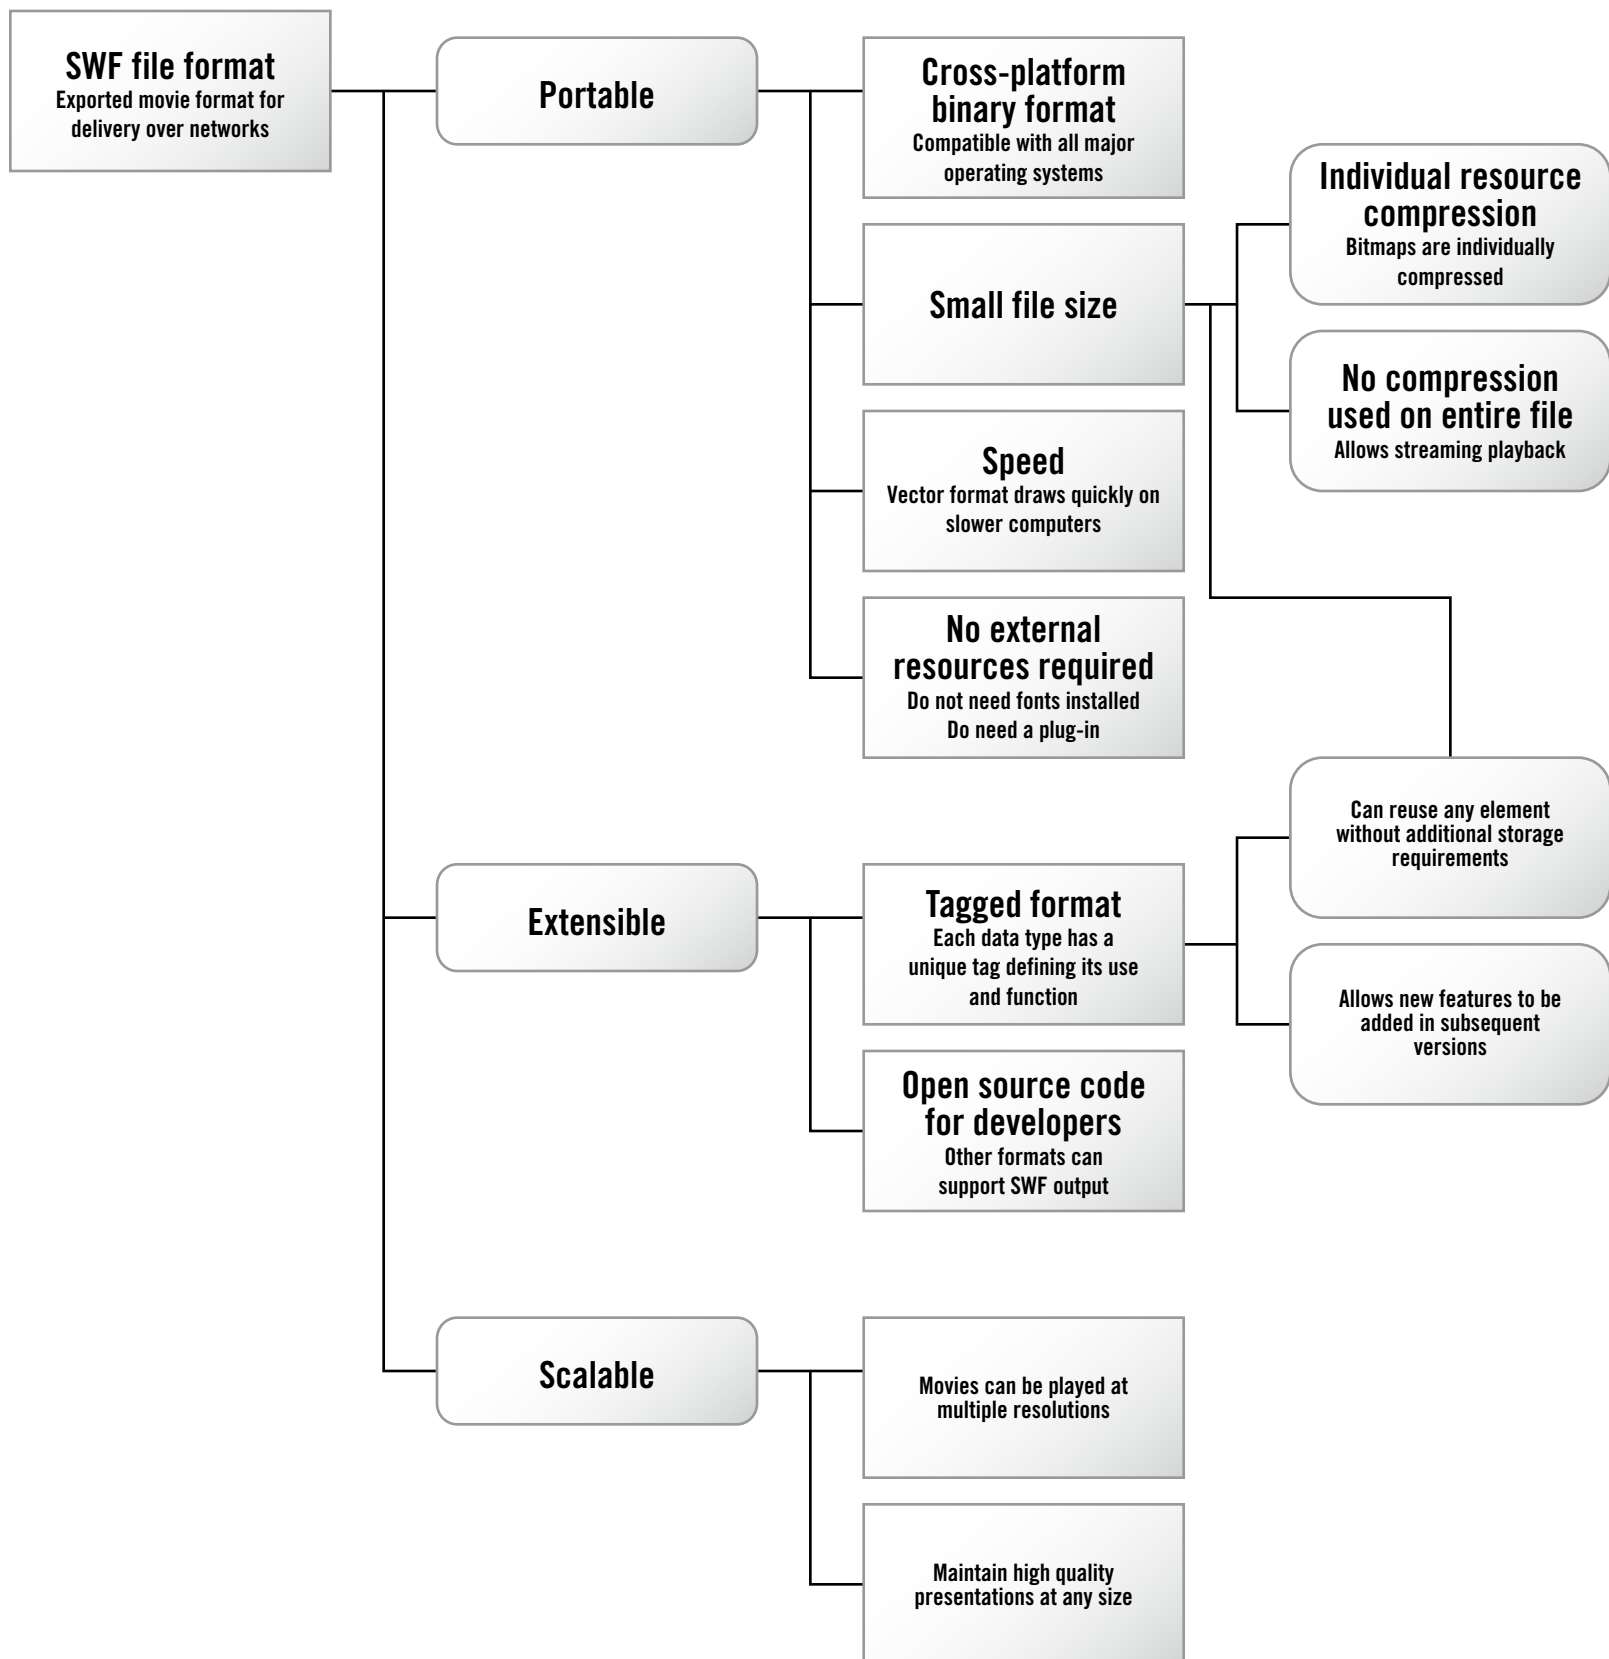 SWF file format
Exported movie format for
delivery over networks
Portable
Cross-platform
binary format
Compatible with all major
operating systems
Individual resource
compression
Bitmaps are individually
compressed
Small file size
No compression
used on entire file
Allows streaming playback
Speed
Vector format draws quickly on
slower computers
No external
resources required
Do not need fonts installed
Do need a plug-in
Can reuse any element
without additional storage
requirements
Extensible
Tagged format
Each data type has a
unique tag defining its use
and function
Allows new features to be
added in subsequent
versions
Open source code
for developers
Other formats can
support SWF output
Scalable
Movies can be played at
multiple resolutions
Maintain high quality
presentations at any size